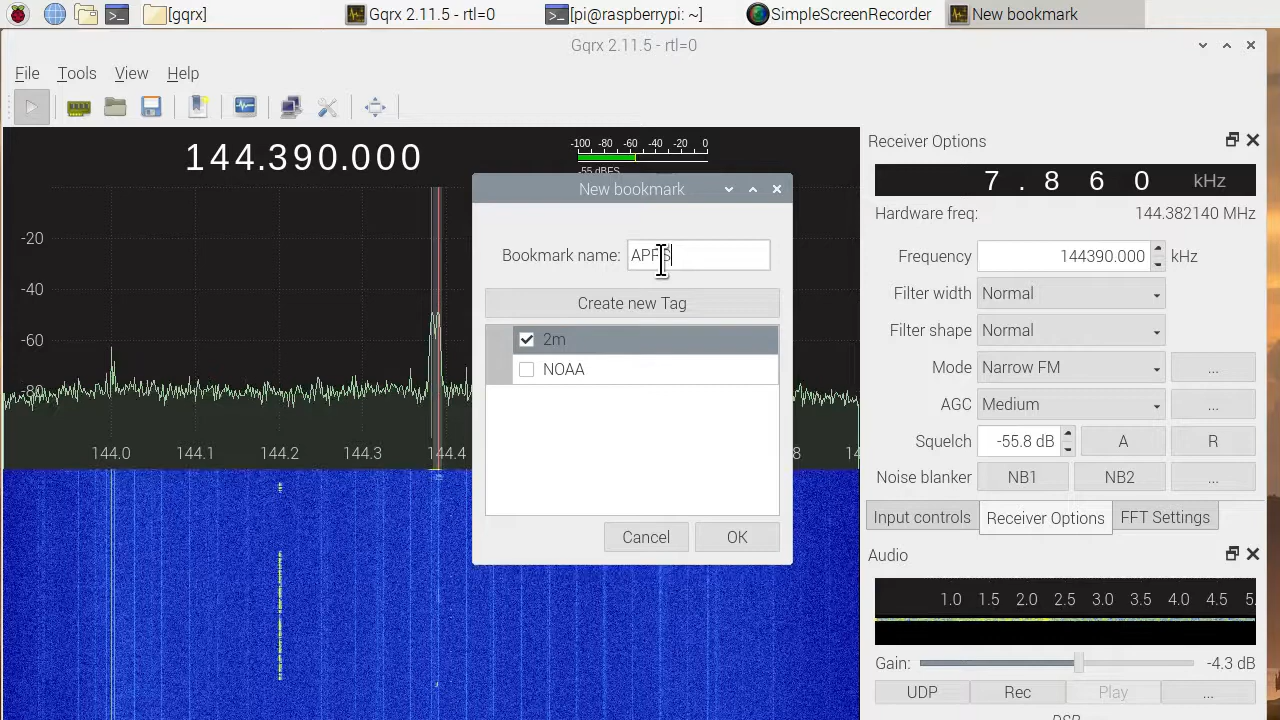 [gqrx]
Gqrx 2.11.5 - rtl=0
[pi@raspberrypi: ~]
SimpleScreenRecorder
New bookmark
Gqrx 2.11.5 - rtl=0
File Tools View Help
144.390.000
-100 -80 -60 -40 -20 0
-55 dBFS
-20
-40
-60
-80
144.0 144.1 144.2 144.3 144.4
New bookmark
Bookmark name: APRS
Create new Tag
2m
NOAA
Cancel OK
Receiver Options
7.860 kHz
Hardware freq: 144.382140 MHz
Frequency 144390.000 kHz
Filter width Normal
Filter shape Normal
Mode Narrow FM ...
AGC Medium ...
Squelch -55.8 dB A R
Noise blanker NB1 NB2 ...
Input controls Receiver Options FFT Settings
Audio
1.0 1.5 2.0 2.5 3.0 3.5 4.0 4.5 5.
Gain: -4.3 dB
UDP Rec Play ...